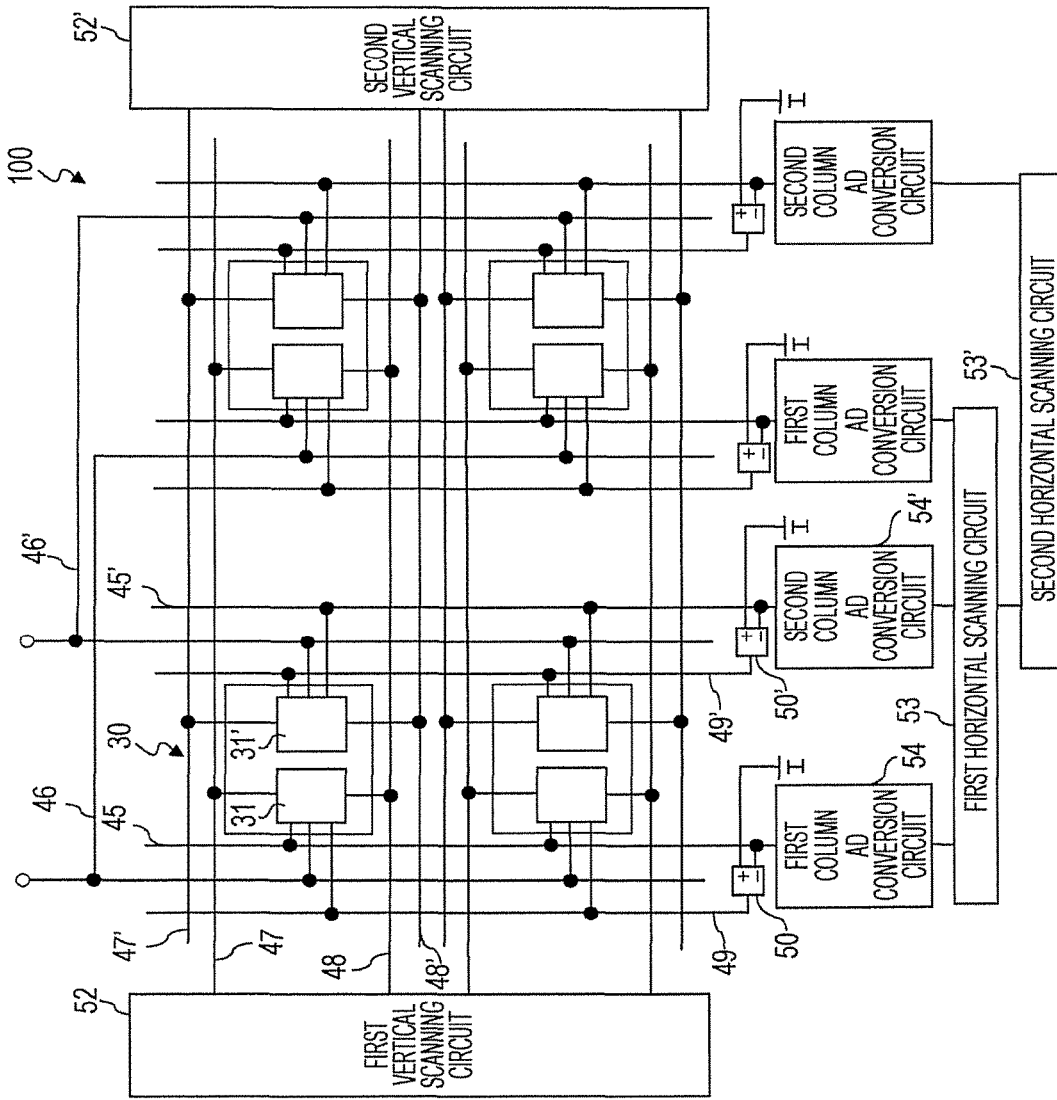 100
52'
SECOND
VERTICAL
SCANNING
CIRCUIT
46'
45'
46
45
30
31
31'
47'
47
48
48'
49
49'
52
FIRST
VERTICAL
SCANNING
CIRCUIT
50
+
−
50'
+
−
+
−
+
−
54
FIRST
COLUMN
AD
CONVERSION
CIRCUIT
54'
SECOND
COLUMN
AD
CONVERSION
CIRCUIT
FIRST
COLUMN
AD
CONVERSION
CIRCUIT
SECOND
COLUMN
AD
CONVERSION
CIRCUIT
53
FIRST HORIZONTAL SCANNING CIRCUIT
53'
SECOND HORIZONTAL SCANNING CIRCUIT